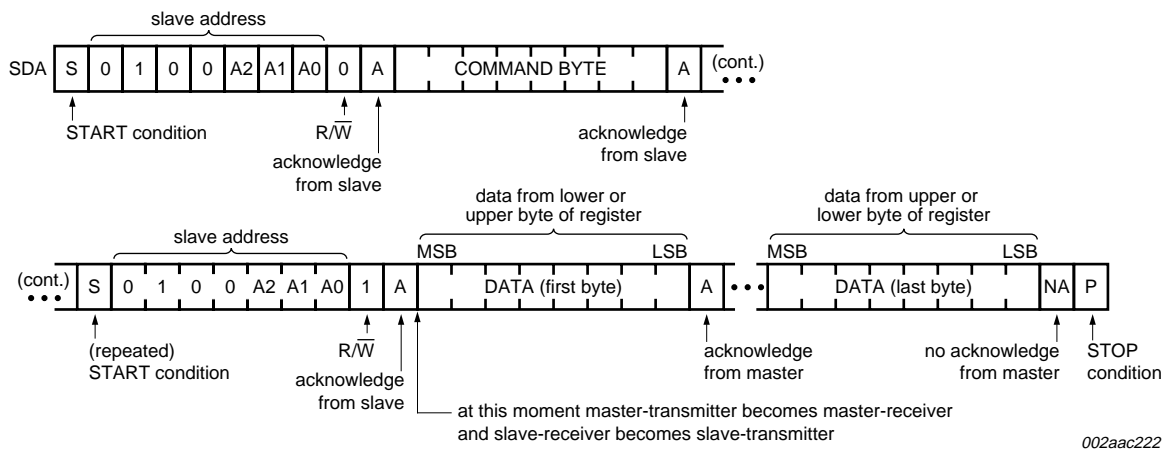 slave address
SDA S 0 1 0 0 A2 A1 A0 0 A COMMAND BYTE A (cont.)
START condition R/W̅ acknowledge from slave acknowledge from slave
data from lower or upper byte of register data from upper or lower byte of register
slave address MSB LSB MSB LSB
(cont.) S 0 1 0 0 A2 A1 A0 1 A DATA (first byte) A DATA (last byte) NA P
(repeated) START condition R/W̅ acknowledge from slave acknowledge from master no acknowledge from master STOP condition
at this moment master-transmitter becomes master-receiver
and slave-receiver becomes slave-transmitter
002aac222